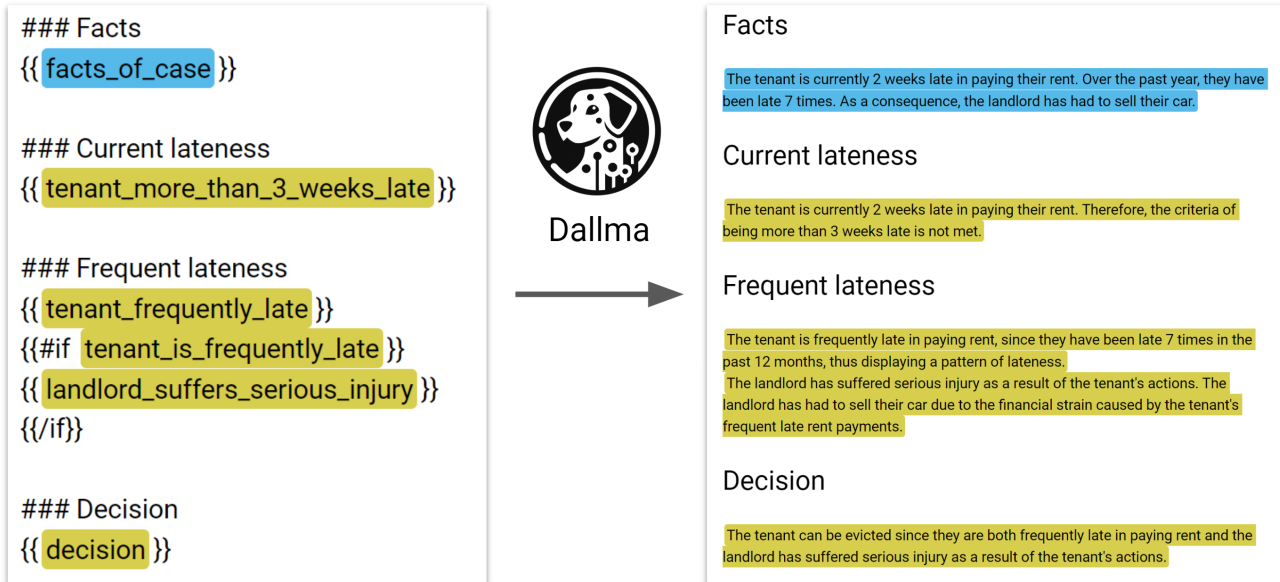 ### Facts
{{ facts_of_case }}
### Current lateness
{{ tenant_more_than_3_weeks_late }}
### Frequent lateness
{{ tenant_frequently_late }}
{{#if tenant_is_frequently_late }}
{{ landlord_suffers_serious_injury }}
{{/if}}
### Decision
{{ decision }}
Dallma
Facts
The tenant is currently 2 weeks late in paying their rent. Over the past year, they have
been late 7 times. As a consequence, the landlord has had to sell their car.
Current lateness
The tenant is currently 2 weeks late in paying their rent. Therefore, the criteria of
being more than 3 weeks late is not met.
Frequent lateness
The tenant is frequently late in paying rent, since they have been late 7 times in the
past 12 months, thus displaying a pattern of lateness.
The landlord has suffered serious injury as a result of the tenant's actions. The
landlord has had to sell their car due to the financial strain caused by the tenant's
frequent late rent payments.
Decision
The tenant can be evicted since they are both frequently late in paying rent and the
landlord has suffered serious injury as a result of the tenant's actions.